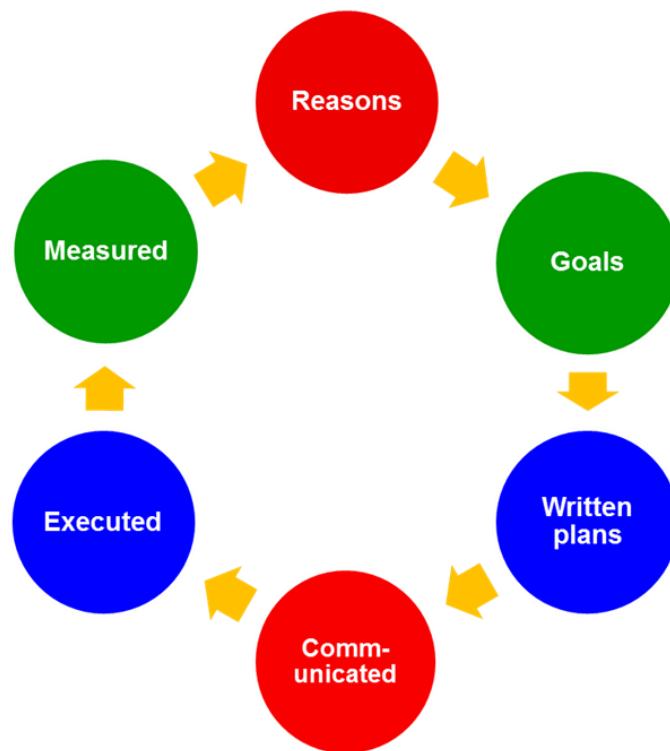 Reasons
Goals
Written
plans
Comm-
unicated
Executed
Measured